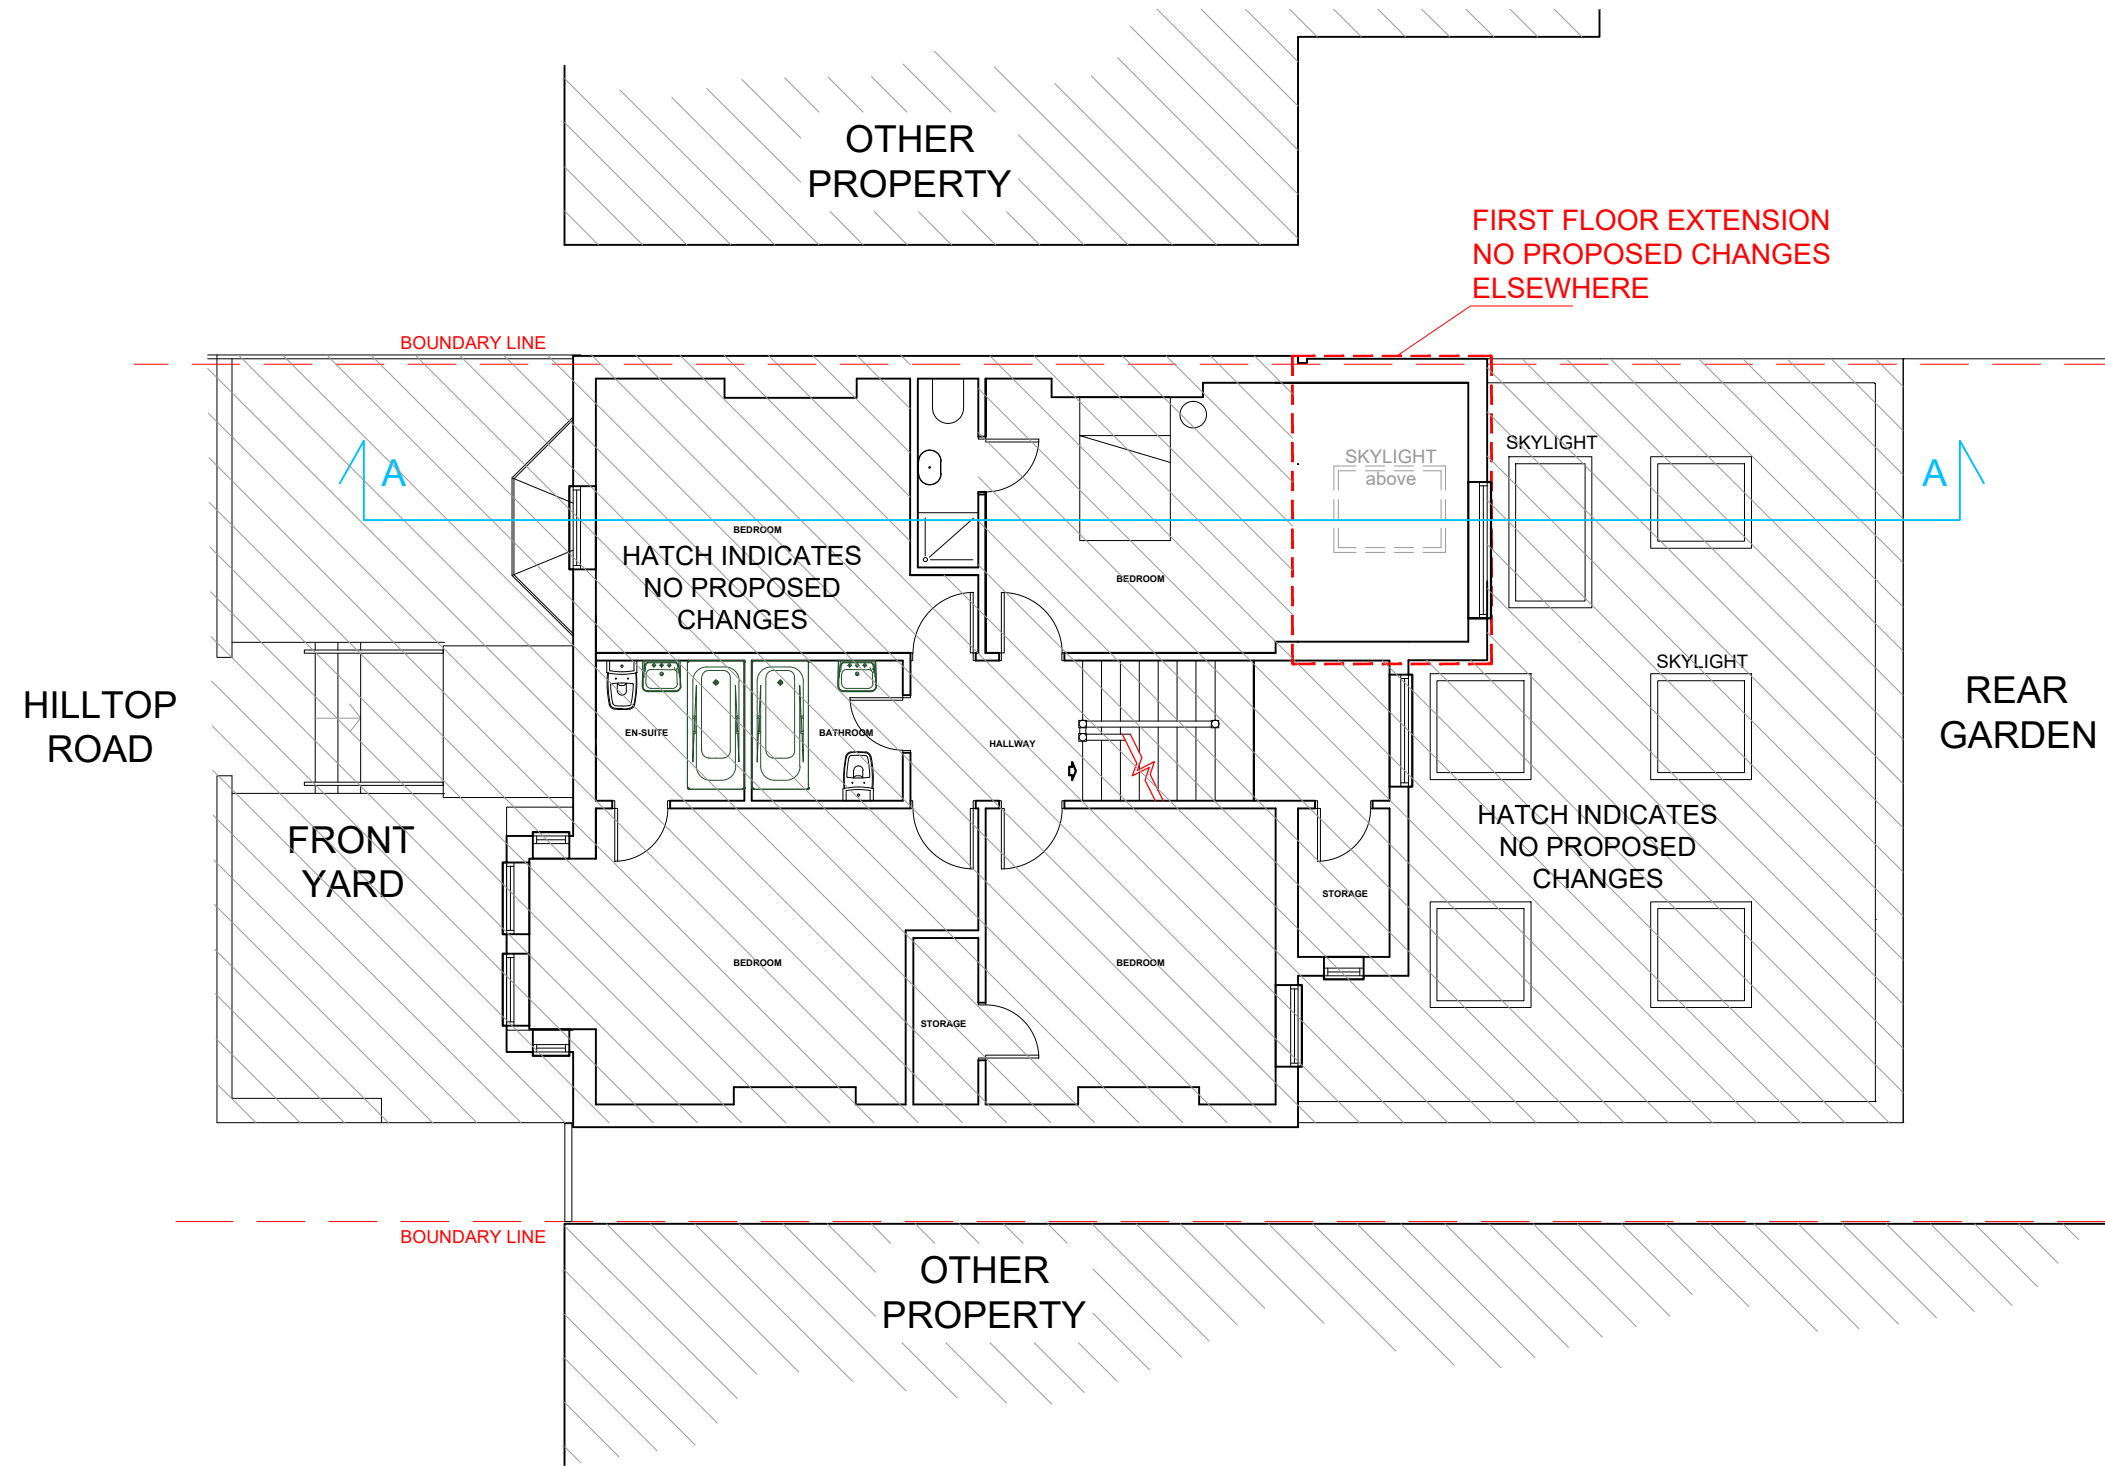 OTHER
PROPERTY
FIRST FLOOR EXTENSION
NO PROPOSED CHANGES
ELSEWHERE
BOUNDARY LINE
SKYLIGHT
SKYLIGHT
above
A
A
BEDROOM
HATCH INDICATES
NO PROPOSED
CHANGES
BEDROOM
SKYLIGHT
HILLTOP
ROAD
REAR
GARDEN
EN-SUITE
BATHROOM
HALLWAY
HATCH INDICATES
NO PROPOSED
CHANGES
FRONT
YARD
STORAGE
BEDROOM
BEDROOM
STORAGE
BOUNDARY LINE
OTHER
PROPERTY